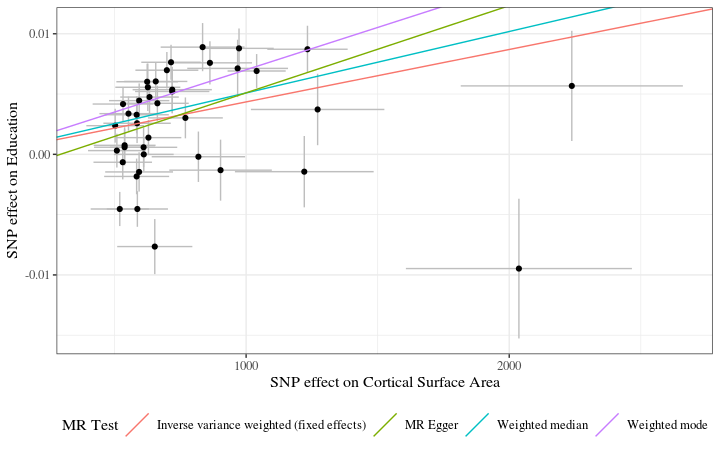 0.01
0.00
-0.01
SNP effect on Education
1000
2000
SNP effect on Cortical Surface Area
MR Test
Inverse variance weighted (fixed effects)
MR Egger
Weighted median
Weighted mode